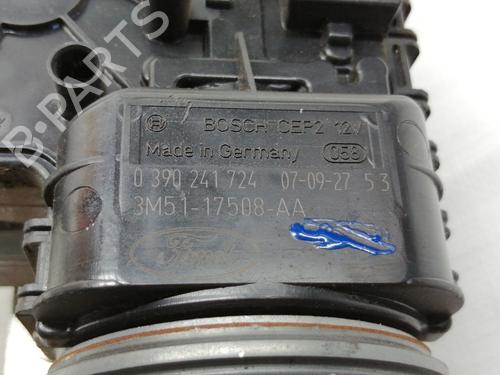 B-PARTS
BOSCH CEP2 12V
Made in Germany 058
0 390 241 724 07-09-27 53
3M51-17508-AA
Ford